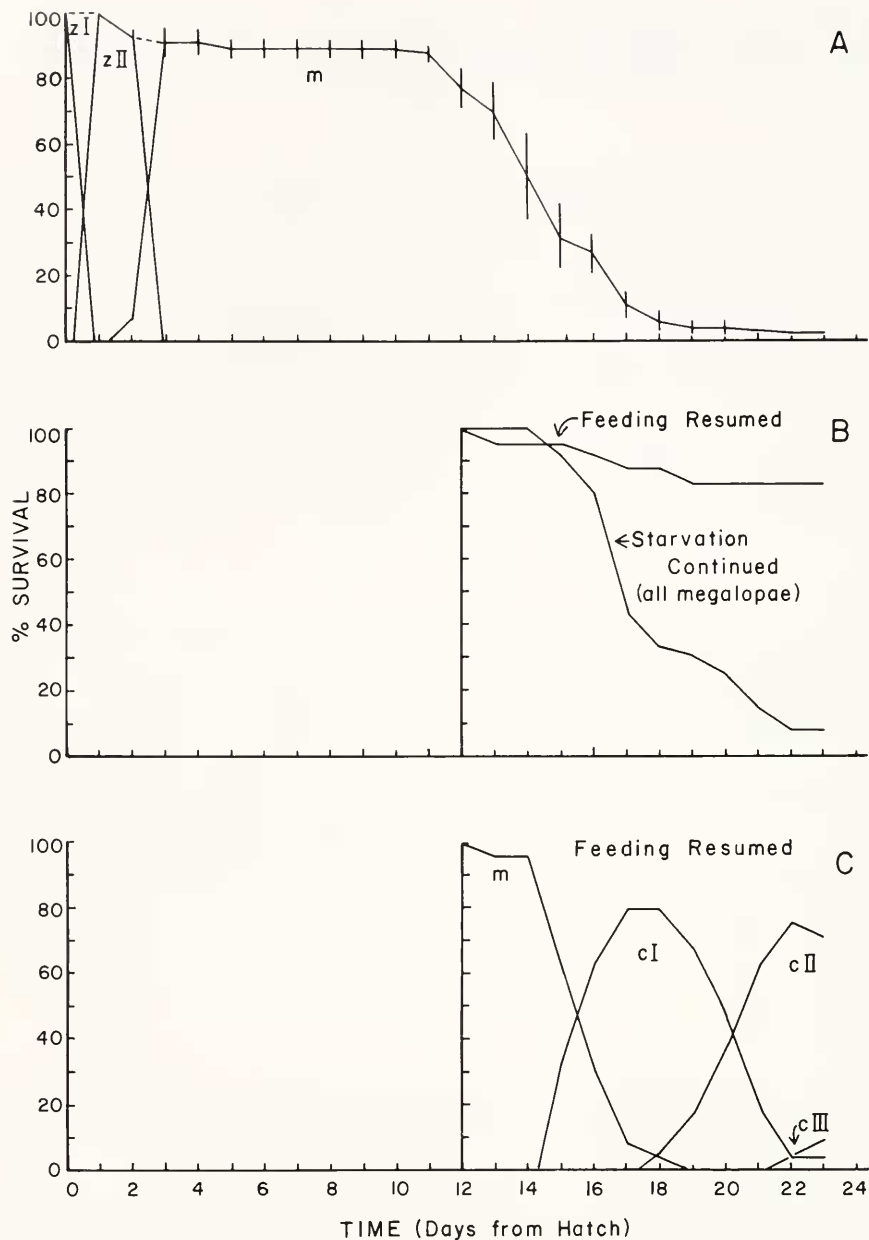 100
zI
A
zII
80
m
60
40
20
0
100
Feeding Resumed
B
80
Starvation
60
Continued
(all megalopae)
40
20
0
% SURVIVAL
100
Feeding Resumed
C
m
80
cI
cII
60
40
20
cIII
0
0 2 4 6 8 10 12 14 16 18 20 22 24
TIME (Days from Hatch)